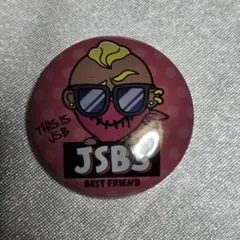 THIS IS
JSB
JSB3
BEST FRIEND